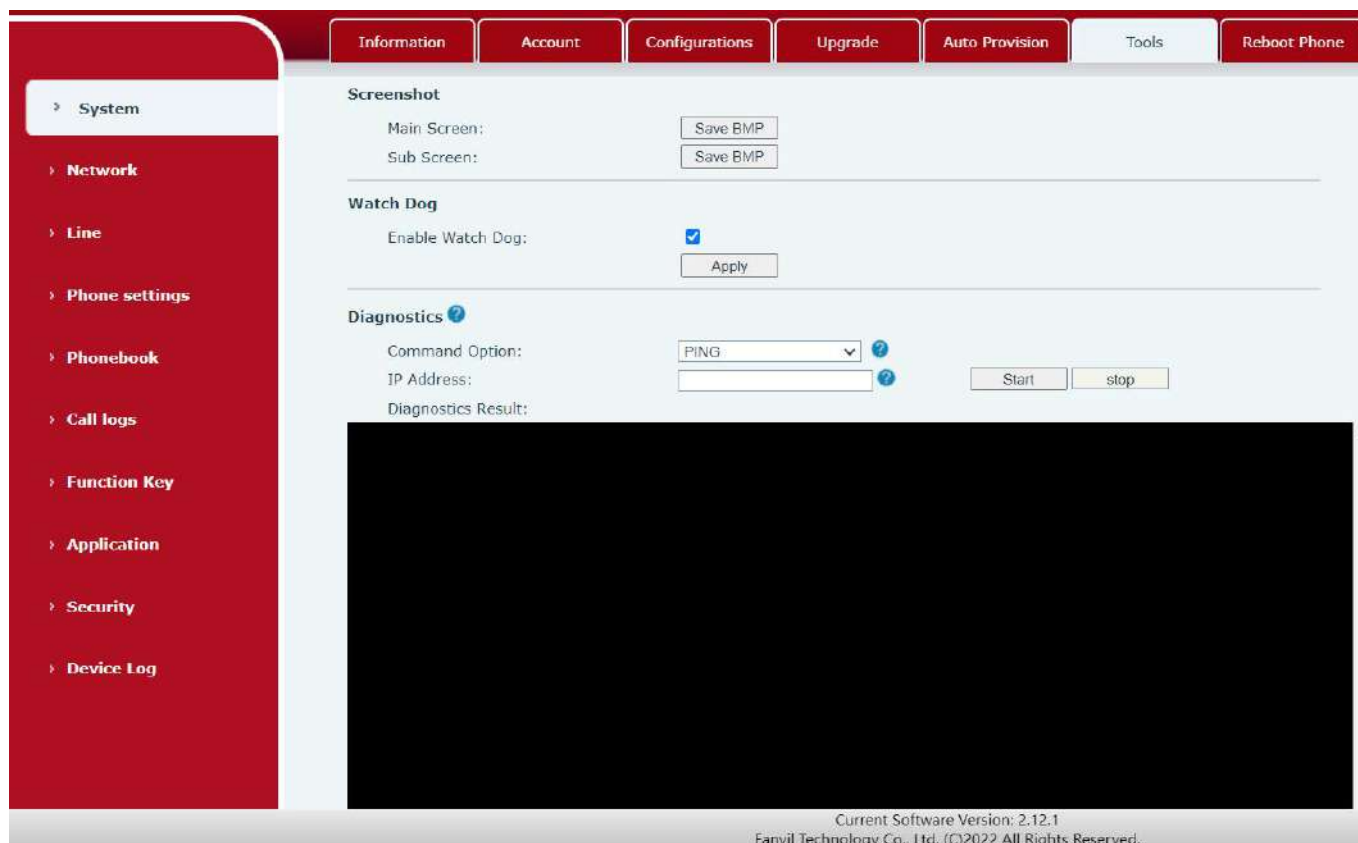 Information Account Configurations Upgrade Auto Provision Tools Reboot Phone
› System
› Network
› Line
› Phone settings
› Phonebook
› Call logs
› Function Key
› Application
› Security
› Device Log
Screenshot
Main Screen: Save BMP
Sub Screen: Save BMP
Watch Dog
Enable Watch Dog:
Apply
Diagnostics ?
Command Option: PING ?
IP Address: ? Start stop
Diagnostics Result:
Current Software Version: 2.12.1
Fanvil Technology Co., Ltd. (C)2022 All Rights Reserved.